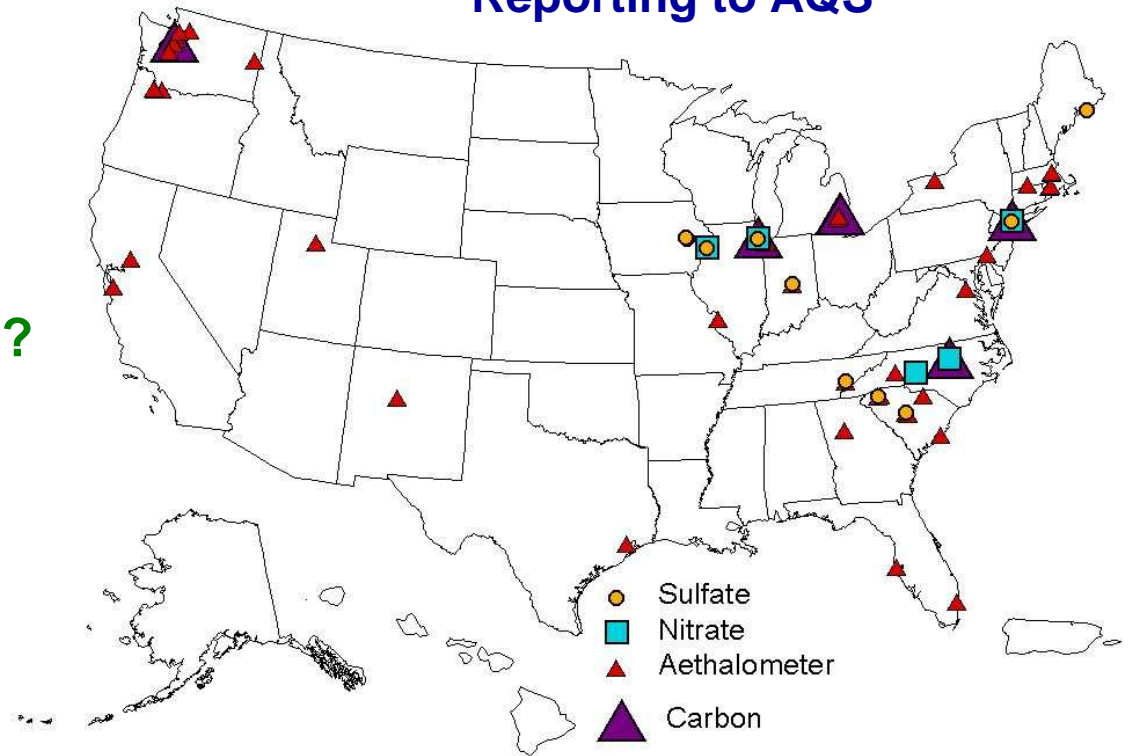 Reporting to AQS
?
Sulfate
Nitrate
Aethalometer
Carbon